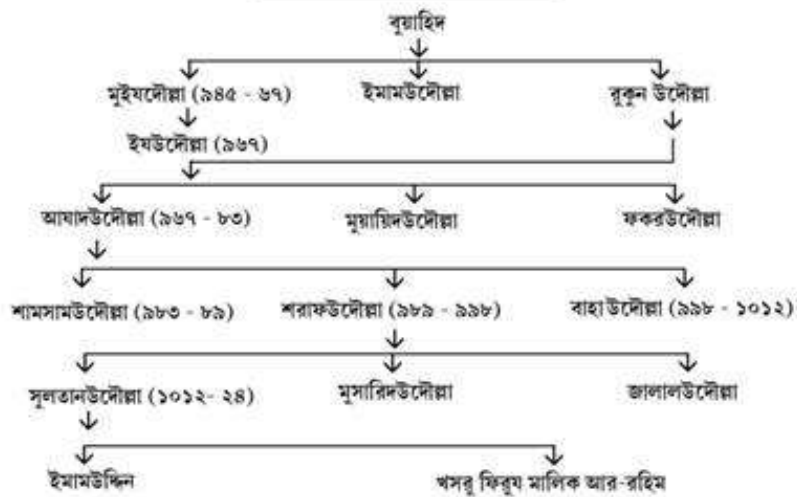 বুয়াহিদ
মুইযদৌল্লা (৯৪৫ - ৬৭) ইমামউদৌল্লা রুকুন উদৌল্লা
ইযউদৌল্লা (৯৬৭)
আযাদউদৌল্লা (৯৬৭ - ৮৩) মুয়ায়িদউদৌল্লা ফকরউদৌল্লা
শামসামউদৌল্লা (৯৮৩ - ৮৯) শরাফউদৌল্লা (৯৮৯ - ৯৯৮) বাহাউদৌল্লা (৯৯৮ - ১০১২)
সুলতানউদৌল্লা (১০১২- ২৪) মুসারিদউদৌল্লা জালালউদৌল্লা
ইমামউদ্দিন খসরু ফিরুয মালিক আর-রহিম